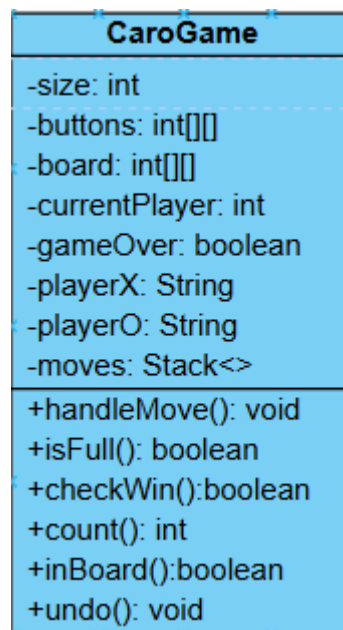 CaroGame
-size: int
-buttons: int[][]
-board: int[][]
-currentPlayer: int
-gameOver: boolean
-playerX: String
-playerO: String
-moves: Stack<>
+handleMove(): void
+isFull(): boolean
+checkWin():boolean
+count(): int
+inBoard():boolean
+undo(): void